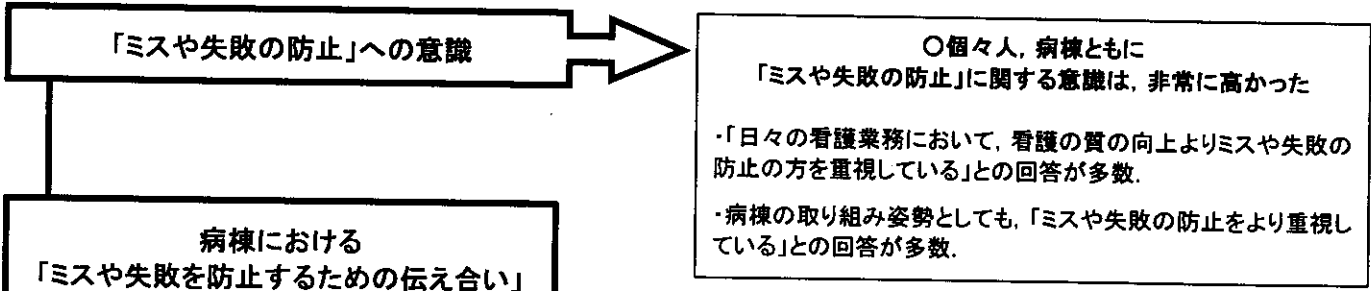 「ミスや失敗の防止」への意識
〇個々人，病棟ともに
「ミスや失敗の防止」に関する意識は，非常に高かった
・「日々の看護業務において，看護の質の向上よりミスや失敗の
防止の方を重視している」との回答が多数．
・病棟の取り組み姿勢としても，「ミスや失敗の防止をより重視し
ている」との回答が多数．
病棟における
「ミスや失敗を防止するための伝え合い」